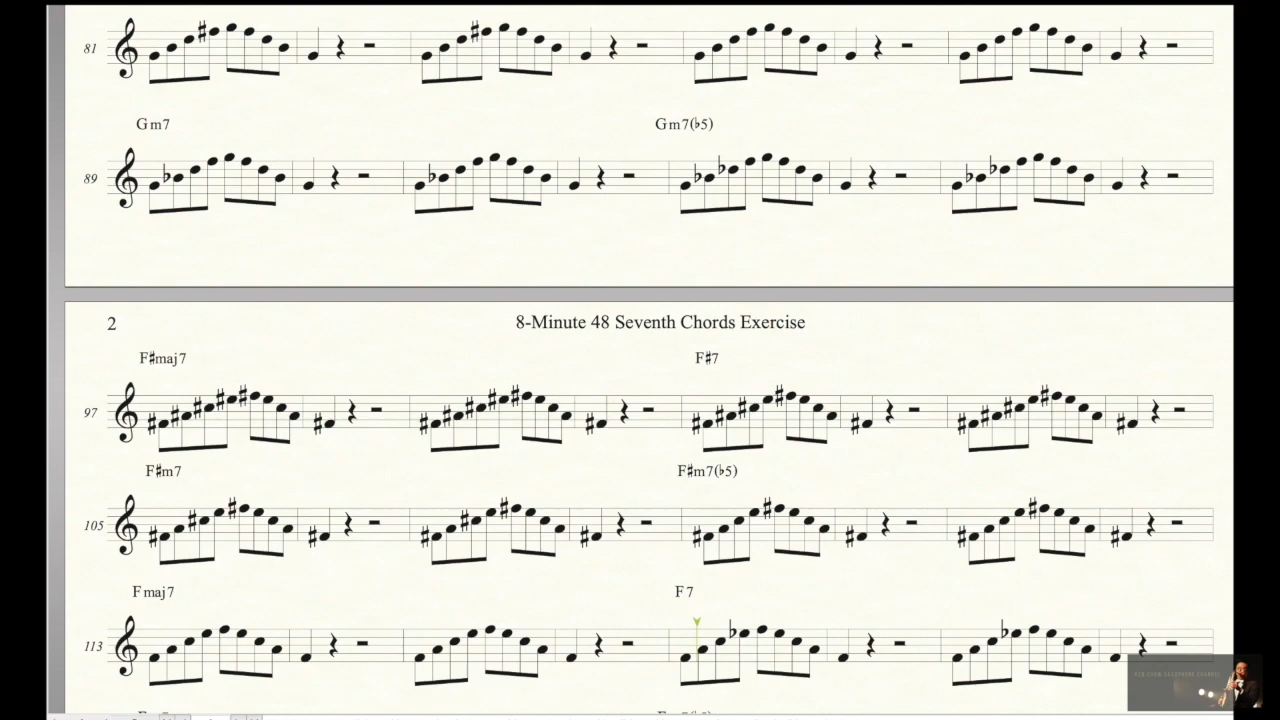 81
Gm7 Gm7(♭5)
89
2 8-Minute 48 Seventh Chords Exercise
F♯maj7 F♯7
97
F♯m7 F♯m7(♭5)
105
Fmaj7 F7
113